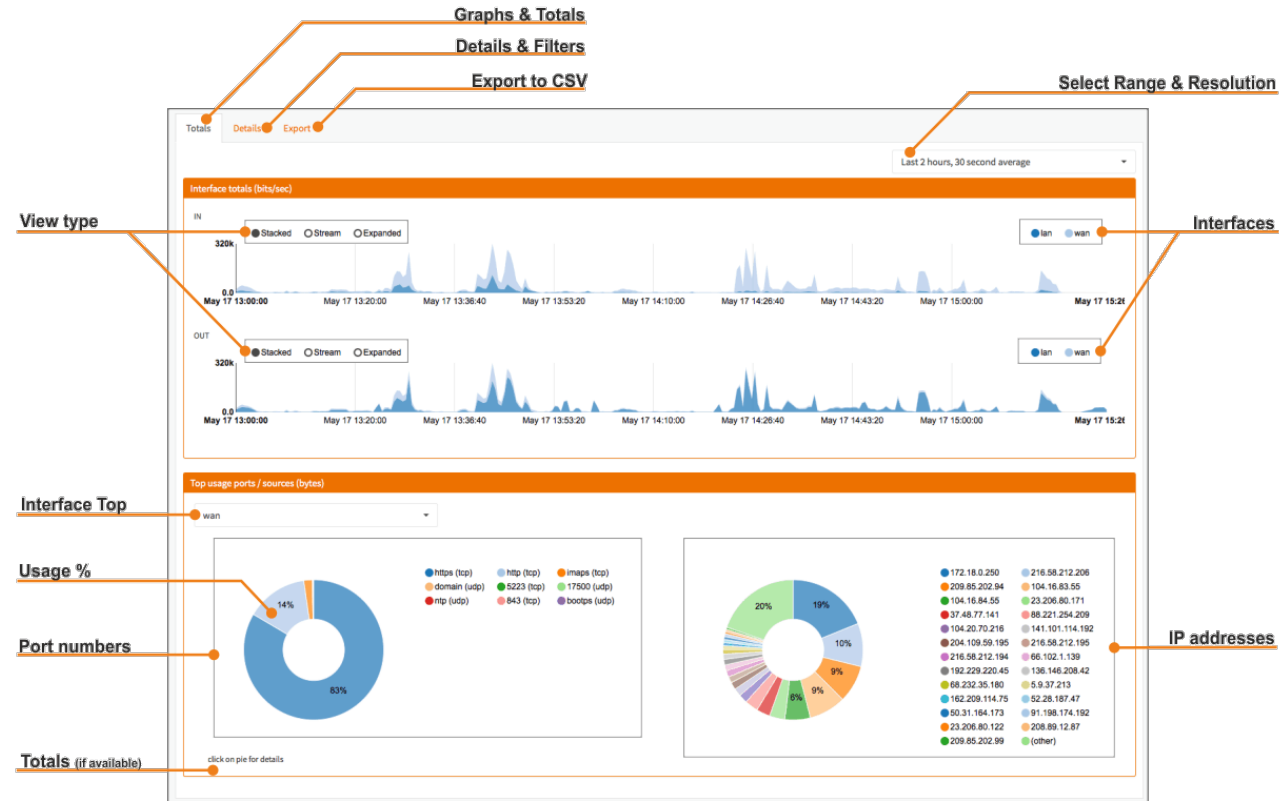 Graphs & Totals
Details & Filters
Export to CSV
Select Range & Resolution
Totals Details Export
Last 2 hours, 30 second average
Interface totals (bits/sec)
View type
Interfaces
IN
Stacked Stream Expanded
lan wan
320k
0.0
May 17 13:00:00 May 17 13:20:00 May 17 13:36:40 May 17 13:53:20 May 17 14:10:00 May 17 14:26:40 May 17 14:43:20 May 17 15:00:00 May 17 15:26
OUT
Stacked Stream Expanded
lan wan
320k
0.0
May 17 13:00:00 May 17 13:20:00 May 17 13:36:40 May 17 13:53:20 May 17 14:10:00 May 17 14:26:40 May 17 14:43:20 May 17 15:00:00 May 17 15:26
Top usage ports / sources (bytes)
Interface Top
wan
Usage %
Port numbers
14%
83%
https (tcp) http (tcp) imaps (tcp)
domain (udp) 5223 (tcp) 17500 (udp)
ntp (udp) 843 (tcp) bootps (udp)
20%
19%
10%
9%
9%
6%
172.18.0.250 216.58.212.206
209.85.202.94 104.16.83.55
104.16.84.55 23.206.80.171
37.48.77.141 88.221.254.209
104.20.70.216 141.101.114.192
204.109.59.195 216.58.212.195
216.58.212.194 66.102.1.139
192.229.220.45 136.146.208.42
68.232.35.180 5.9.37.213
162.209.114.75 52.28.187.47
50.31.164.173 91.198.174.192
23.206.80.122 208.89.12.87
209.85.202.99 (other)
IP addresses
Totals (if available)
click on pie for details